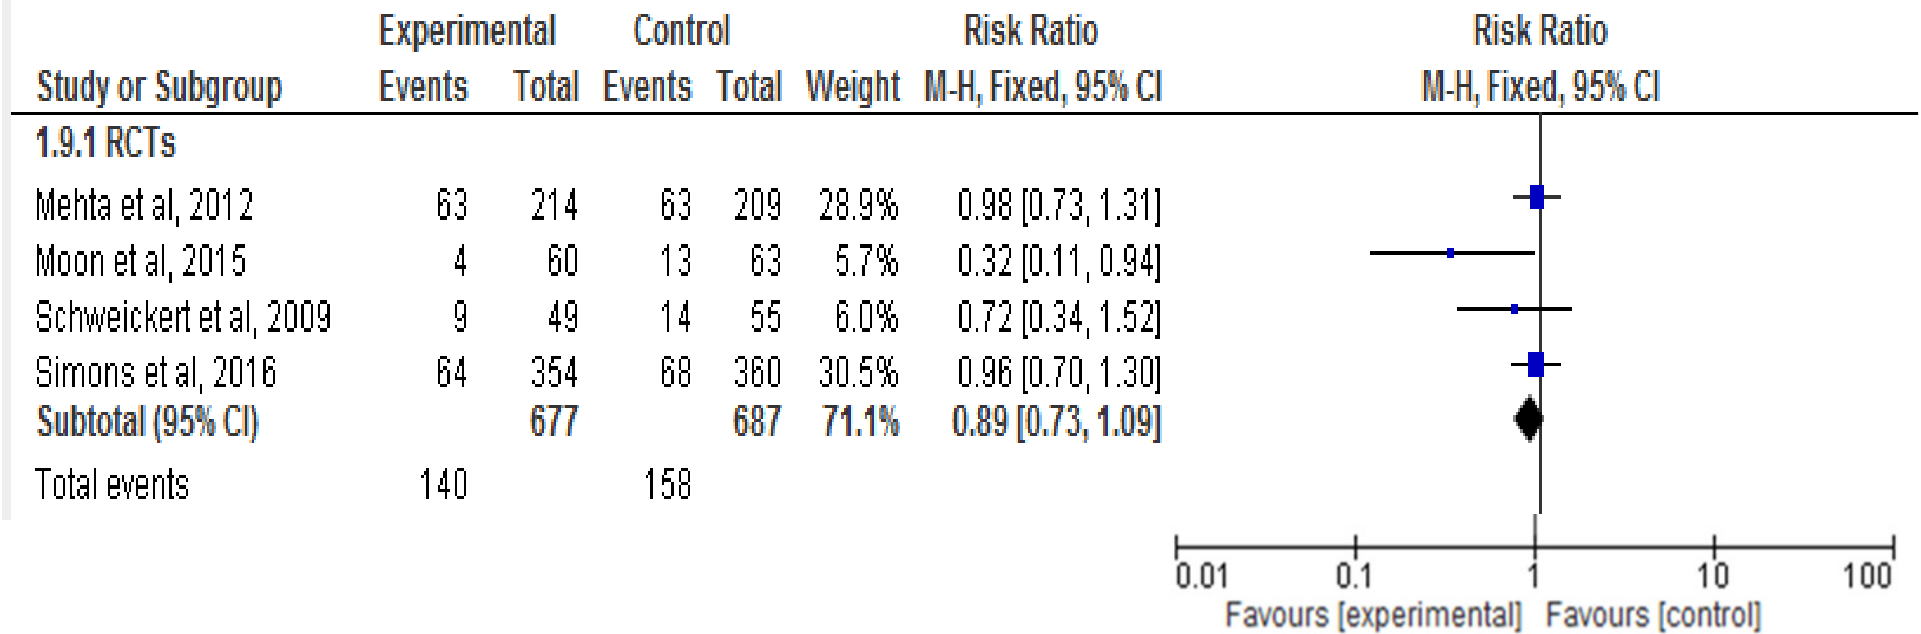 Experimental Control Risk Ratio Risk Ratio
Study or Subgroup Events Total Events Total Weight M-H, Fixed, 95% CI M-H, Fixed, 95% CI
1.9.1 RCTs
Mehta et al, 2012 63 214 63 209 28.9% 0.98 [0.73, 1.31]
Moon et al, 2015 4 60 13 63 5.7% 0.32 [0.11, 0.94]
Schweickert et al, 2009 9 49 14 55 6.0% 0.72 [0.34, 1.52]
Simons et al, 2016 64 354 68 360 30.5% 0.96 [0.70, 1.30]
Subtotal (95% CI) 677 687 71.1% 0.89 [0.73, 1.09]
Total events 140 158
0.01 0.1 1 10 100
Favours [experimental] Favours [control]